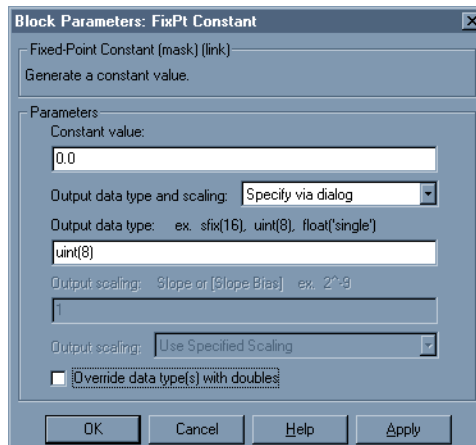 Block Parameters: FixPt Constant
Fixed-Point Constant (mask) (link)
Generate a constant value.
Parameters
Constant value:
0.0
Output data type and scaling: Specify via dialog
Output data type: ex. sfix(16), uint(8), float('single')
uint(8)
Output scaling: Slope or [Slope Bias] ex. 2^-9
1
Output scaling: Use Specified Scaling
Override data type(s) with doubles
OK Cancel Help Apply